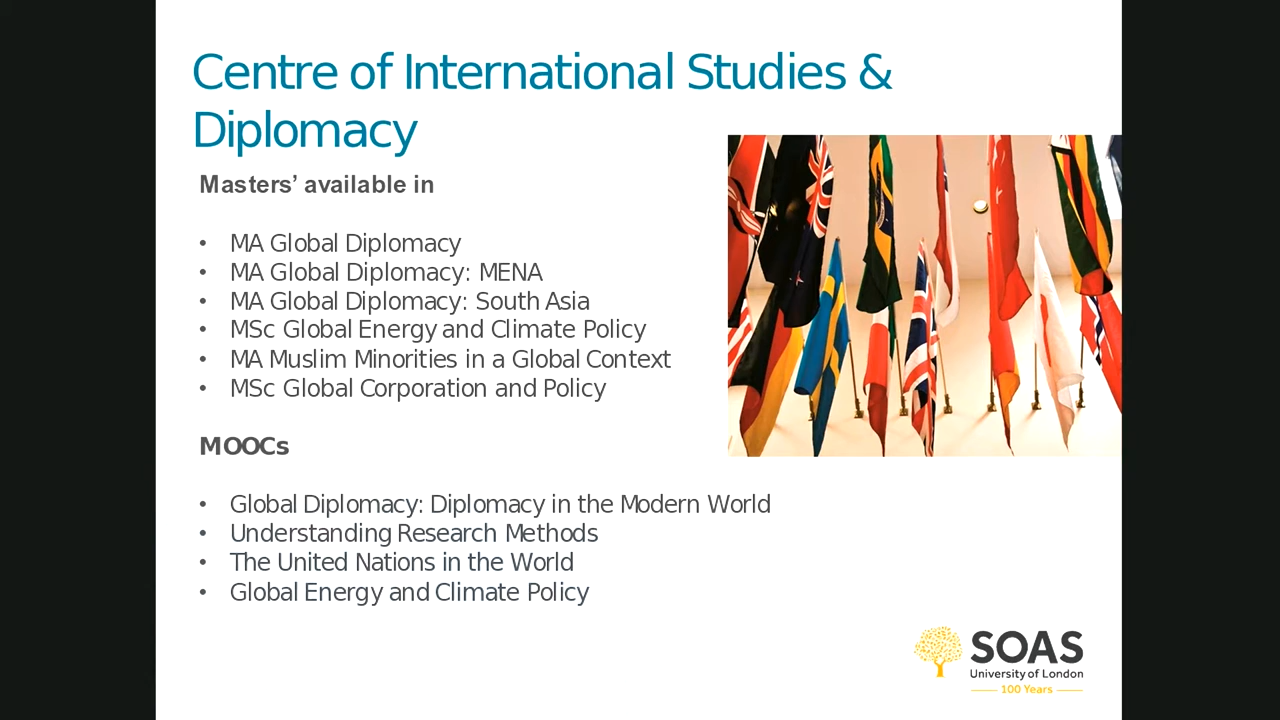 Centre of International Studies &
Diplomacy
Masters’ available in
• MA Global Diplomacy
• MA Global Diplomacy: MENA
• MA Global Diplomacy: South Asia
• MSc Global Energy and Climate Policy
• MA Muslim Minorities in a Global Context
• MSc Global Corporation and Policy
MOOCs
• Global Diplomacy: Diplomacy in the Modern World
• Understanding Research Methods
• The United Nations in the World
• Global Energy and Climate Policy
SOAS
University of London
100 Years